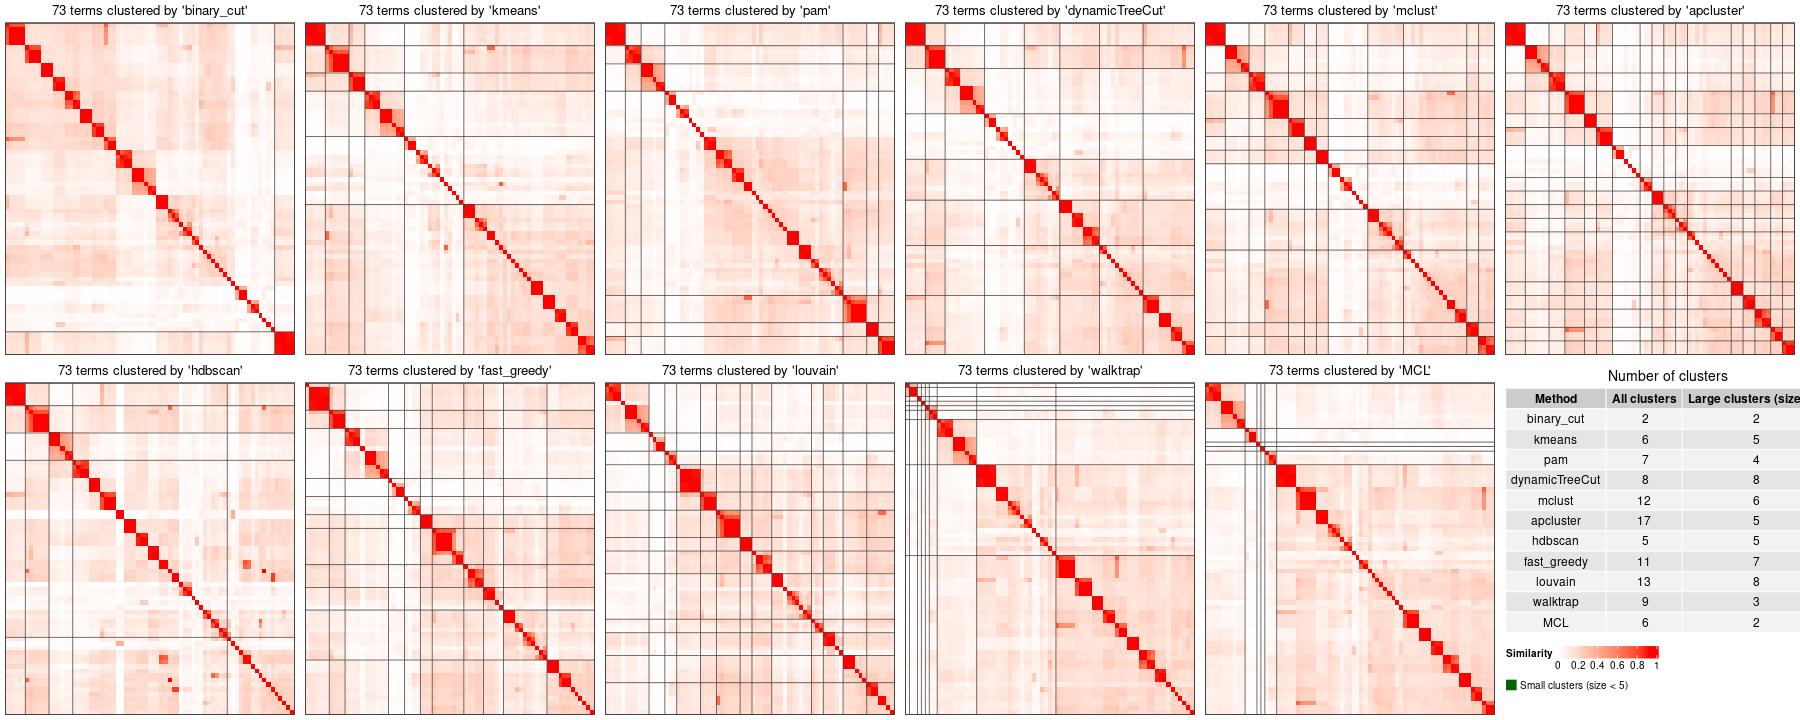 73 terms clustered by 'binary_cut'
73 terms clustered by 'kmeans'
73 terms clustered by 'pam'
73 terms clustered by 'dynamicTreeCut'
73 terms clustered by 'mclust'
73 terms clustered by 'apcluster'
73 terms clustered by 'hdbscan'
73 terms clustered by 'fast_greedy'
73 terms clustered by 'louvain'
73 terms clustered by 'walktrap'
73 terms clustered by 'MCL'
Number of clusters
Method All clusters Large clusters (size
binary_cut 2 2
kmeans 6 5
pam 7 4
dynamicTreeCut 8 8
mclust 12 6
apcluster 17 5
hdbscan 5 5
fast_greedy 11 7
louvain 13 8
walktrap 9 3
MCL 6 2
Similarity
0 0.2 0.4 0.6 0.8 1
Small clusters (size < 5)